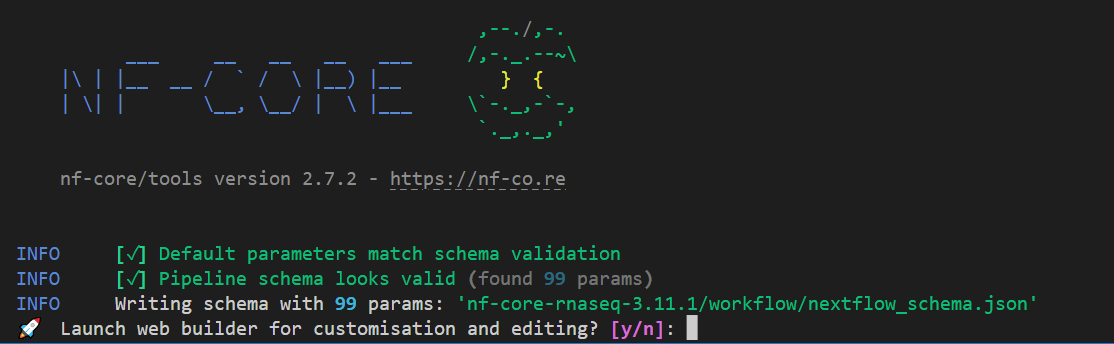 ,--./,-.
          ___     __   __   __   ___     /,-._.--~\
    |\ | |__  __ /  ` /  \ |__) |__         }  {
    | \| |       \__, \__/ |  \ |___     \`-._,-`-,
                                          `._,._,'
nf-core/tools version 2.7.2 - https://nf-co.re
INFO [✓] Default parameters match schema validation
INFO [✓] Pipeline schema looks valid (found 99 params)
INFO Writing schema with 99 params: 'nf-core-rnaseq-3.11.1/workflow/nextflow_schema.json'
🚀 Launch web builder for customisation and editing? [y/n]: